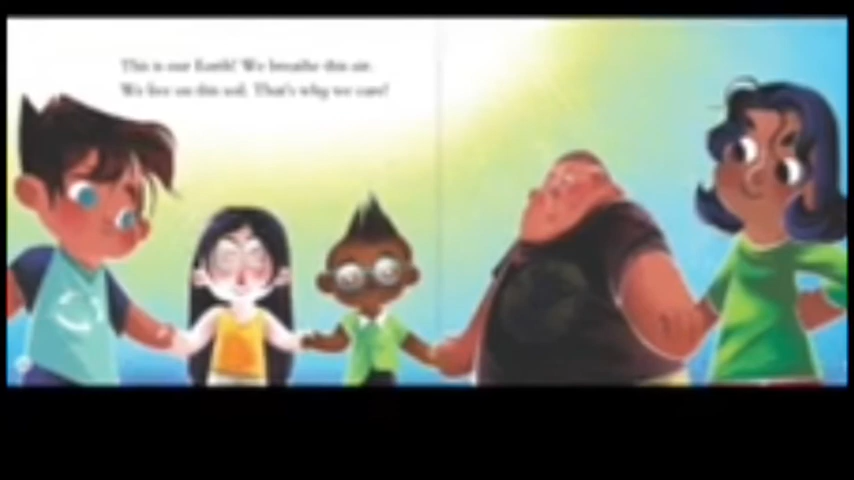 This is our Earth! We breathe this air.
We live on this soil. That's why we care!